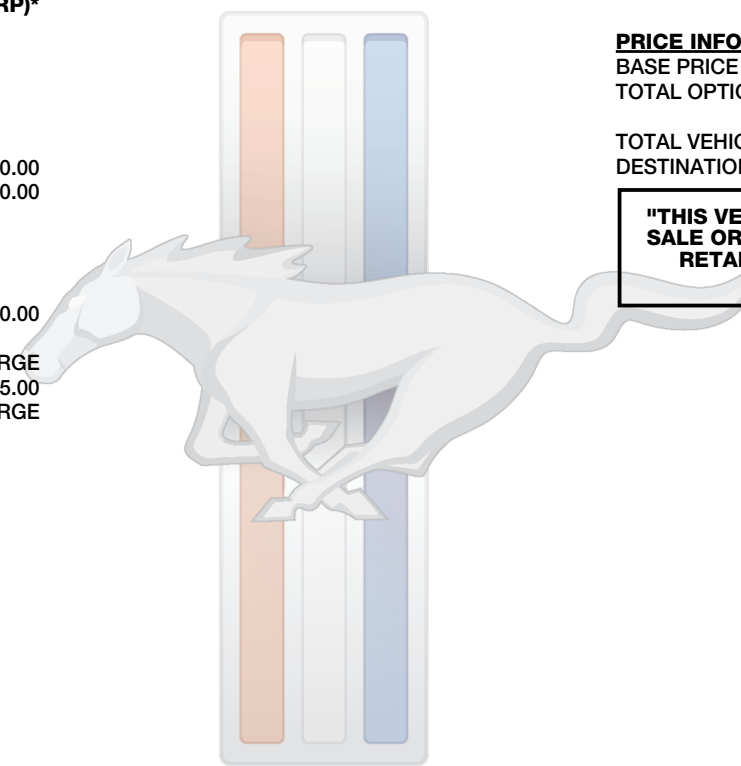 RP)*
0.00
0.00
0.00
RGE
5.00
RGE
PRICE INFO
BASE PRICE
TOTAL OPTIO
TOTAL VEHIC
DESTINATION
"THIS VE
SALE OR
RETAI